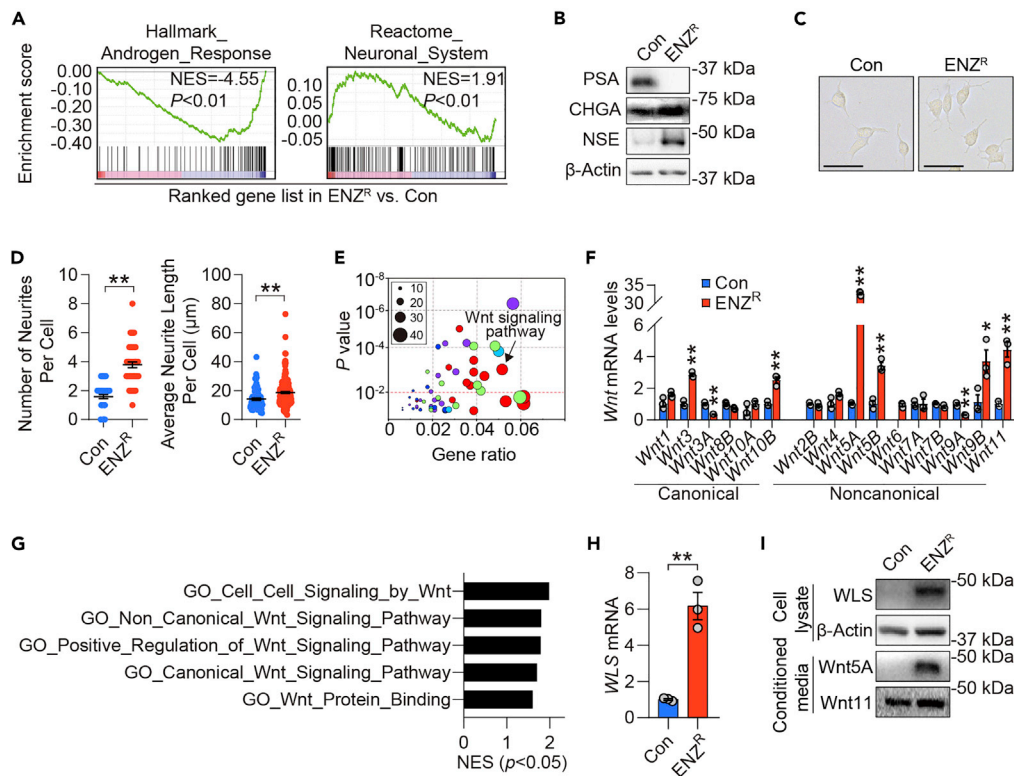 A
Hallmark_
Androgen_Response
Reactome_
Neuronal_System
Enrichment score
0.00
-0.10
-0.20
-0.30
-0.40
NES=-4.55
P<0.01
0.10
0.05
0.00
0.05
NES=1.91
P<0.01
Ranked gene list in ENZR vs. Con
B
Con
ENZR
PSA
CHGA
NSE
β-Actin
-37 kDa
-75 kDa
-50 kDa
-37 kDa
C
Con
ENZR
D
Number of Neurites
Per Cell
10
8
6
4
2
0
**
Con
ENZR
Average Neurite Length
Per Cell (µm)
100
80
60
40
20
0
**
Con
ENZR
E
P value
10-8
10-6
10-4
10-2
10
20
30
40
Wnt signaling
pathway
0
0.02
0.04
0.06
0.08
Gene ratio
F
Wnt mRNA levels
35
30
6
4
2
0
Con
ENZR
**
**
**
**
**
**
*
**
Wnt1
Wnt3
Wnt3A
Wnt8B
Wnt10A
Wnt10B
Wnt2B
Wnt4
Wnt5A
Wnt5B
Wnt6
Wnt7A
Wnt7B
Wnt9A
Wnt9B
Wnt11
Canonical
Noncanonical
G
GO_Cell_Cell_Signaling_by_Wnt
GO_Non_Canonical_Wnt_Signaling_Pathway
GO_Positive_Regulation_of_Wnt_Signaling_Pathway
GO_Canonical_Wnt_Signaling_Pathway
GO_Wnt_Protein_Binding
0
1
2
NES (p<0.05)
H
WLS mRNA
8
6
4
2
0
**
Con
ENZR
I
Con
ENZR
Cell
lysate
WLS
β-Actin
-50 kDa
-37 kDa
Conditioned
media
Wnt5A
Wnt11
-50 kDa
-50 kDa